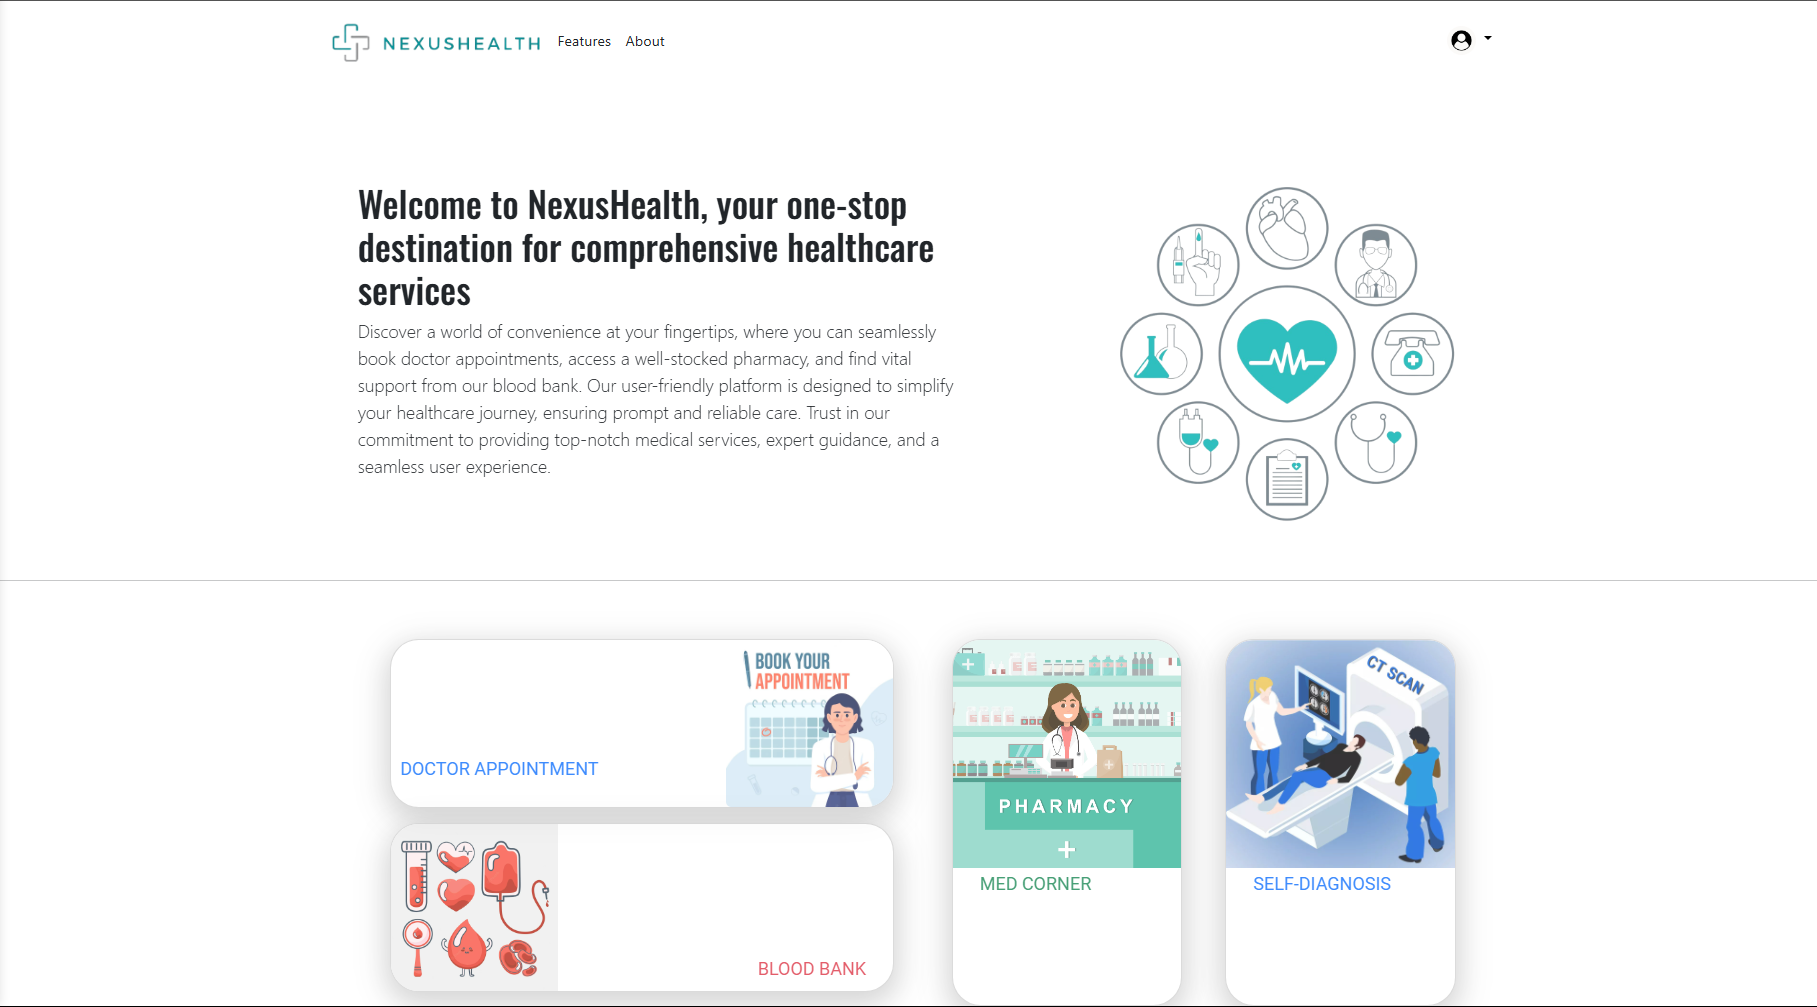 NEXUSHEALTH
Features
About
Welcome to NexusHealth, your one-stop
destination for comprehensive healthcare
services
Discover a world of convenience at your fingertips, where you can seamlessly
book doctor appointments, access a well-stocked pharmacy, and find vital
support from our blood bank. Our user-friendly platform is designed to simplify
your healthcare journey, ensuring prompt and reliable care. Trust in our
commitment to providing top-notch medical services, expert guidance, and a
seamless user experience.
BOOK YOUR
APPOINTMENT
DOCTOR APPOINTMENT
BLOOD BANK
PHARMACY
MED CORNER
CT SCAN
SELF-DIAGNOSIS